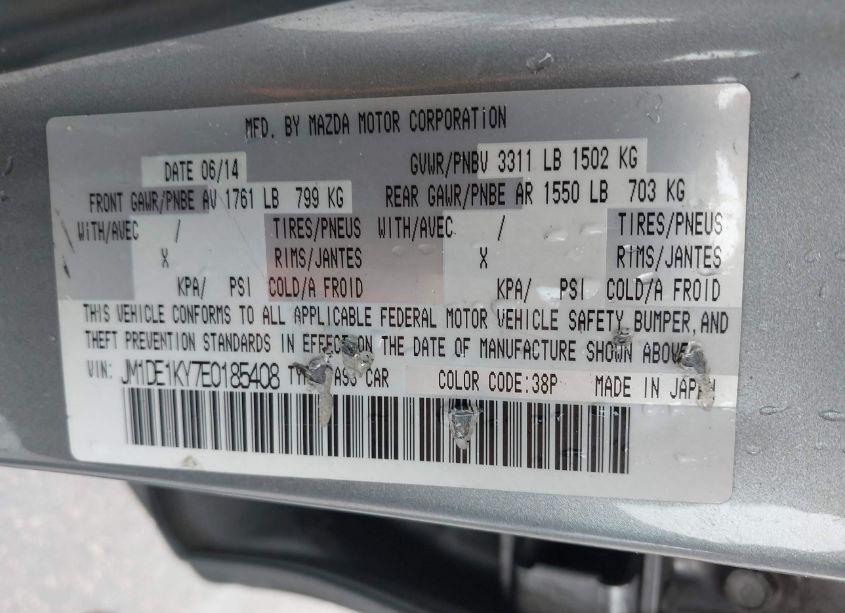 MFD. BY MAZDA MOTOR CORPORATION
DATE 06/14 GVWR/PNBV 3311 LB 1502 KG
FRONT GAWR/PNBE AV 1761 LB 799 KG REAR GAWR/PNBE AR 1550 LB 703 KG
WITH/AVEC / TIRES/PNEUS WITH/AVEC / TIRES/PNEUS
X RIMS/JANTES X RIMS/JANTES
KPA/ PSI COLD/A FROID KPA/ PSI COLD/A FROID
THIS VEHICLE CONFORMS TO ALL APPLICABLE FEDERAL MOTOR VEHICLE SAFETY, BUMPER, AND
THEFT PREVENTION STANDARDS IN EFFECT ON THE DATE OF MANUFACTURE SHOWN ABOVE.
VIN: JM1DE1KY7E0185408 CAR COLOR CODE:38P MADE IN JAPAN